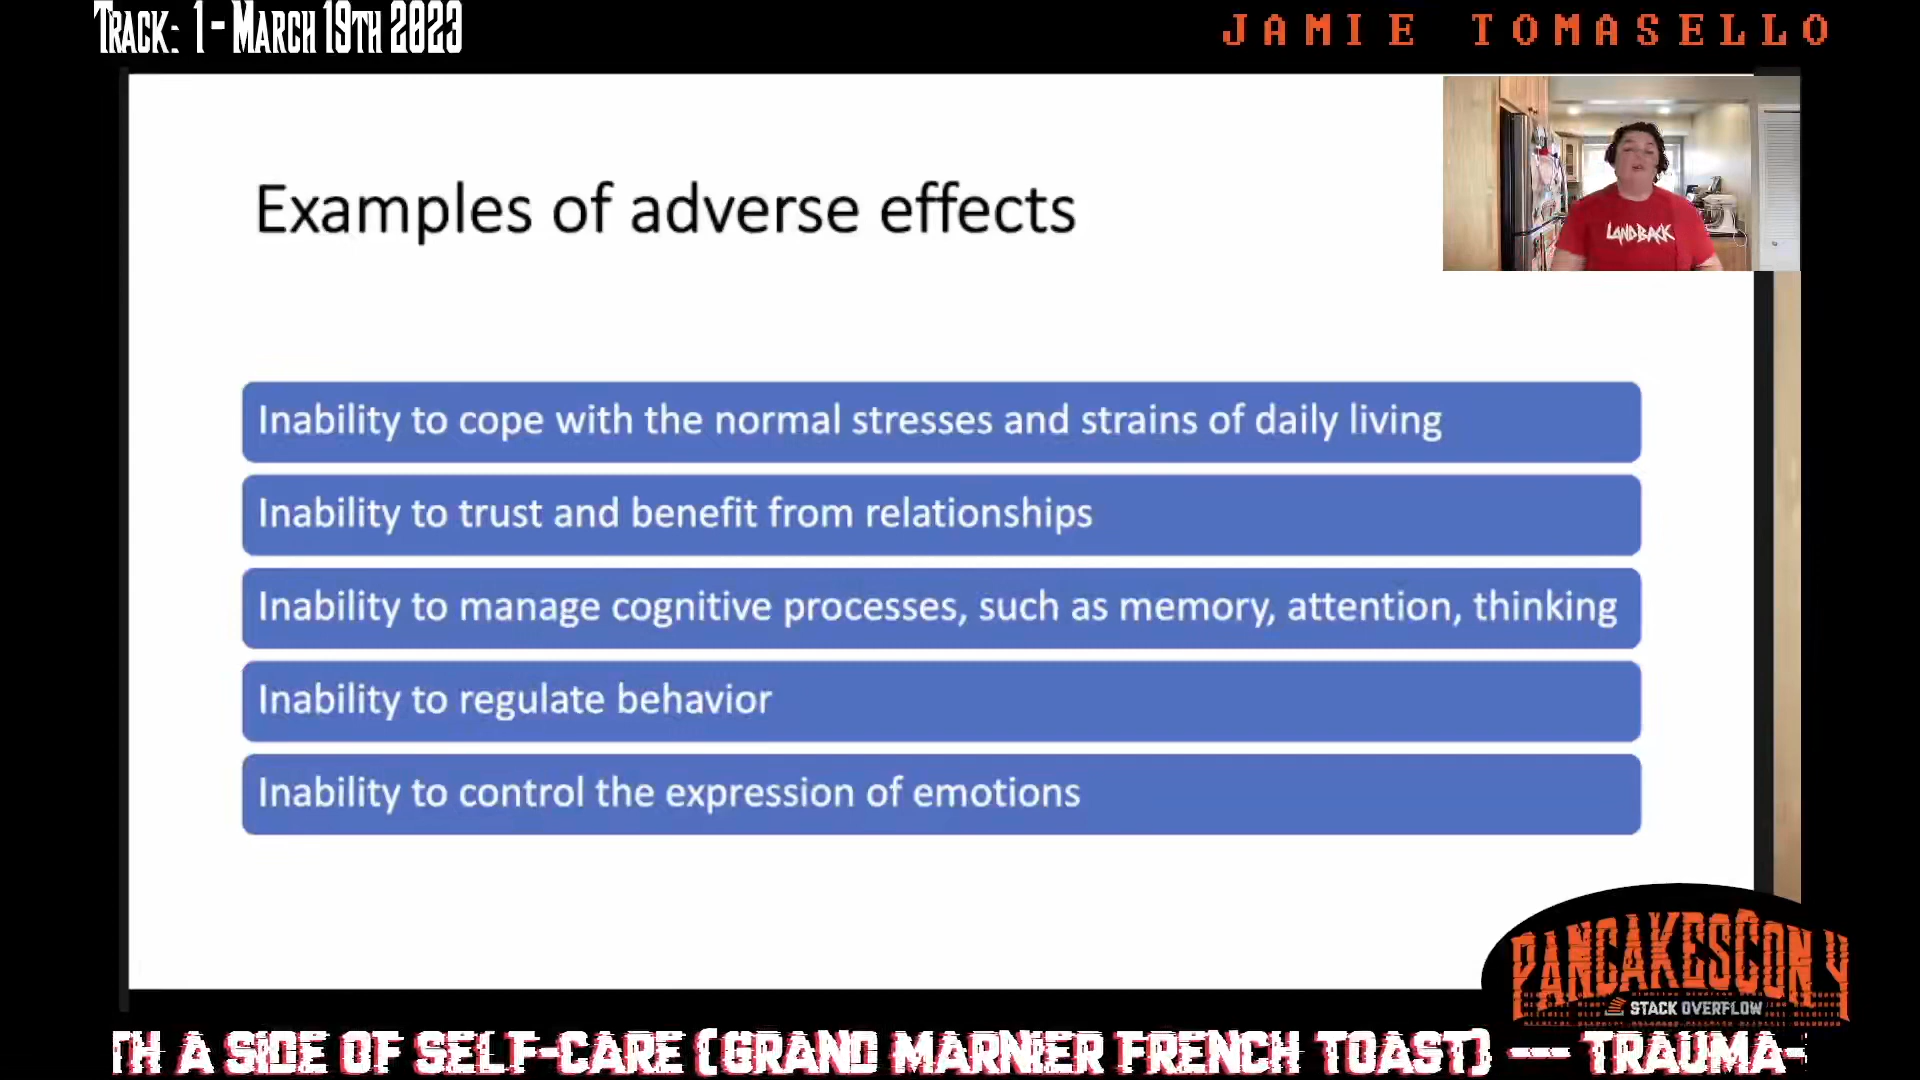 TRACK: 1 - MARCH 19TH 2023
JAMIE TOMASELLO
LAND BACK
Examples of adverse effects
Inability to cope with the normal stresses and strains of daily living
Inability to trust and benefit from relationships
Inability to manage cognitive processes, such as memory, attention, thinking
Inability to regulate behavior
Inability to control the expression of emotions
PANCAKESCON 4
STACK OVERFLOW
TH A SIDE OF SELF-CARE (GRAND MARNIER FRENCH TOAST) --- TRAUMA-